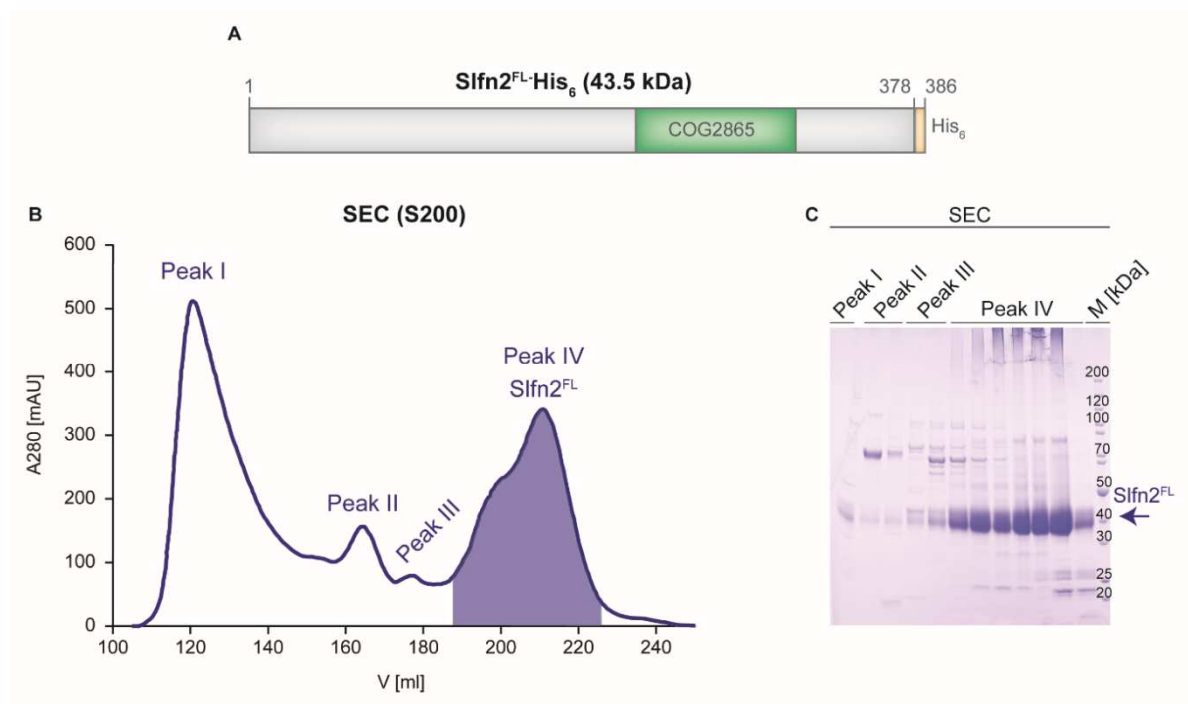 A
Slfn2FL-His6 (43.5 kDa)
1
378
386
COG2865
His6
B
SEC (S200)
600
500
400
300
200
100
0
A280 [mAU]
Peak I
Peak II
Peak III
Peak IV
Slfn2FL
100
120
140
160
180
200
220
240
V [ml]
C
SEC
Peak I
Peak II
Peak III
Peak IV
M [kDa]
200
120
100
70
50
40
30
25
20
Slfn2FL